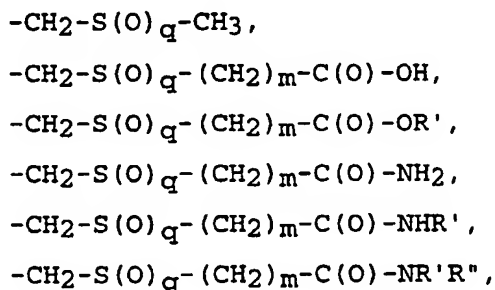 -CH2-S(O)q-CH3,
-CH2-S(O)q-(CH2)m-C(O)-OH,
-CH2-S(O)q-(CH2)m-C(O)-OR',
-CH2-S(O)q-(CH2)m-C(O)-NH2,
-CH2-S(O)q-(CH2)m-C(O)-NHR',
-CH2-S(O)q-(CH2)m-C(O)-NR'R",